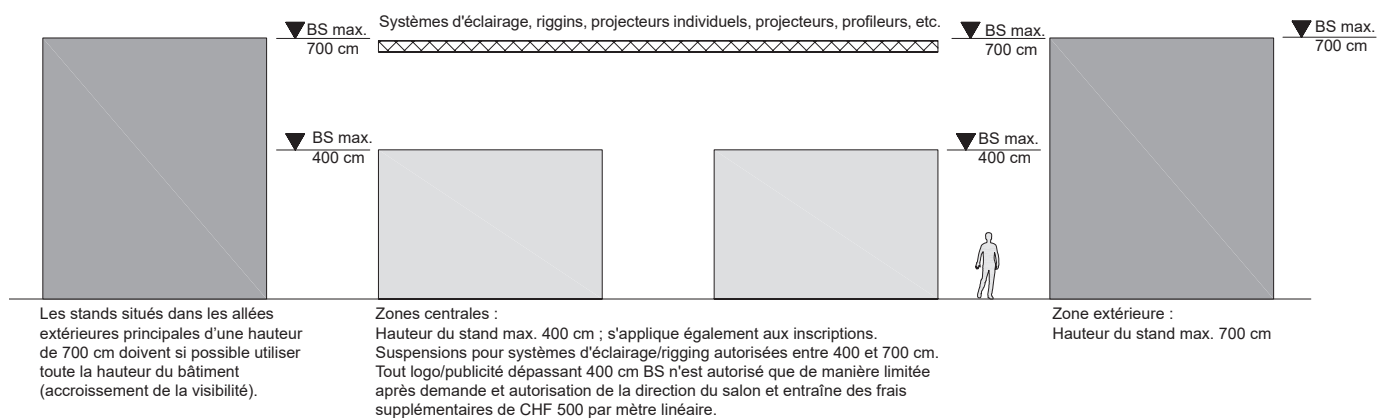 Systèmes d'éclairage, riggins, projecteurs individuels, projecteurs, profileurs, etc.
BS max.
700 cm
BS max.
700 cm
BS max.
700 cm
BS max.
400 cm
BS max.
400 cm
Les stands situés dans les allées
extérieures principales d’une hauteur
de 700 cm doivent si possible utiliser
toute la hauteur du bâtiment
(accroissement de la visibilité).
Zones centrales :
Hauteur du stand max. 400 cm ; s'applique également aux inscriptions.
Suspensions pour systèmes d'éclairage/rigging autorisées entre 400 et 700 cm.
Tout logo/publicité dépassant 400 cm BS n'est autorisé que de manière limitée
après demande et autorisation de la direction du salon et entraîne des frais
supplémentaires de CHF 500 par mètre linéaire.
Zone extérieure :
Hauteur du stand max. 700 cm